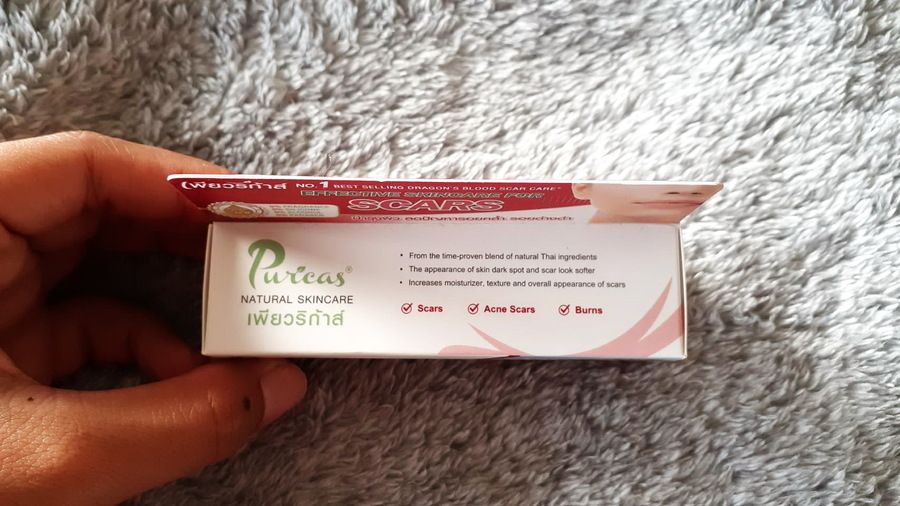 เพียวริก้าส์ NO.1 BEST SELLING DRAGON'S BLOOD SCAR CARE*
EFFECTIVE SKINCARE FOR
SCARS
Puricas®
NATURAL SKINCARE
เพียวริก้าส์
• From the time-proven blend of natural Thai ingredients
• The appearance of skin dark spot and scar look softer
• Increases moisturizer, texture and overall appearance of scars
Scars
Acne Scars
Burns